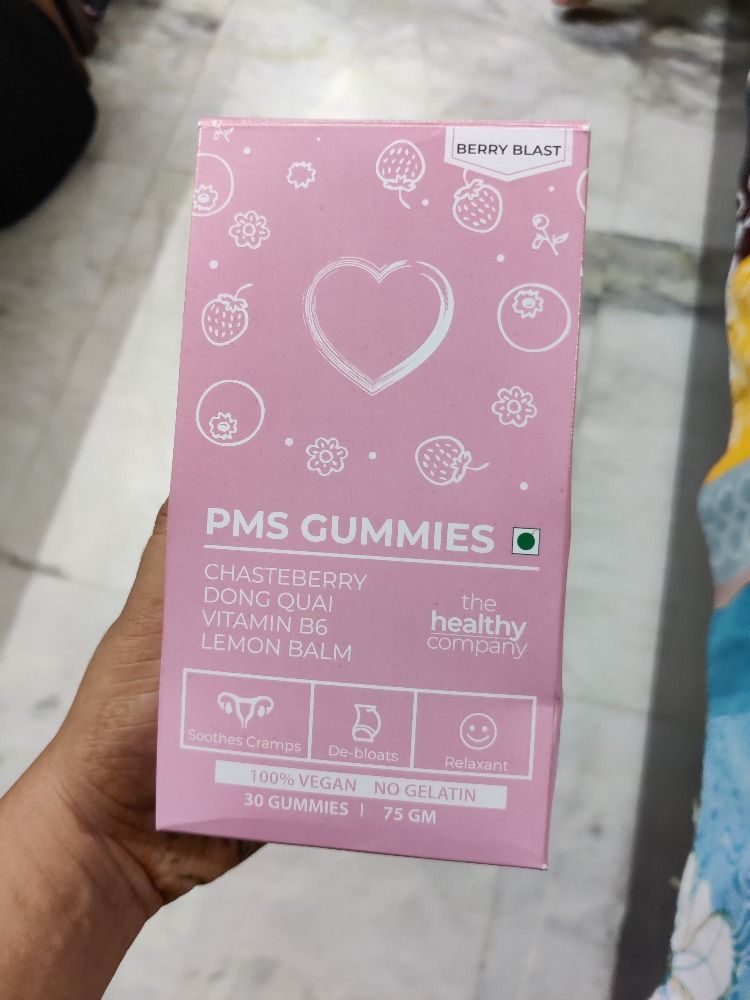 BERRY BLAST
PMS GUMMIES
CHASTEBERRY
DONG QUAI
VITAMIN B6
LEMON BALM
the
healthy
company
Soothes Cramps
De-bloats
Relaxant
100% VEGAN NO GELATIN
30 GUMMIES | 75 GM